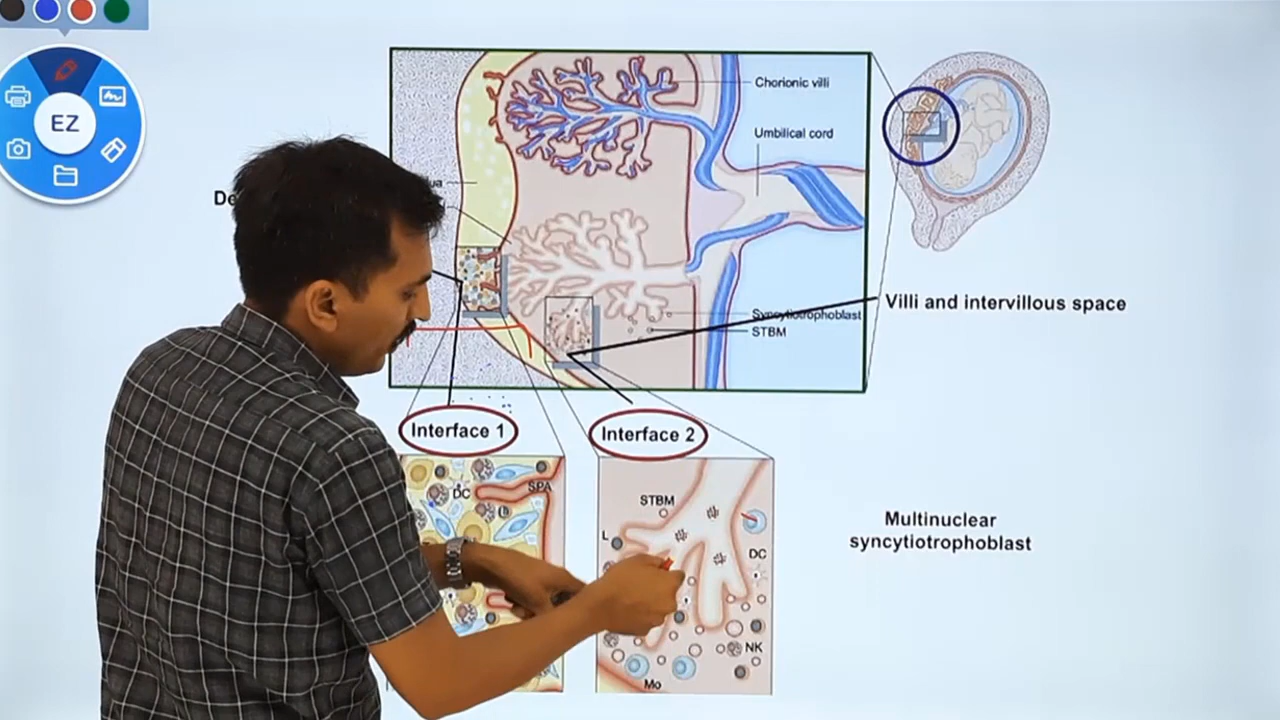 EZ
Chorionic villi
Umbilical cord
Syncytiotrophoblast
STBM
Villi and intervillous space
Interface 1
Interface 2
DC
SPA
STBM
L
DC
NK
Mo
Multinuclear
syncytiotrophoblast